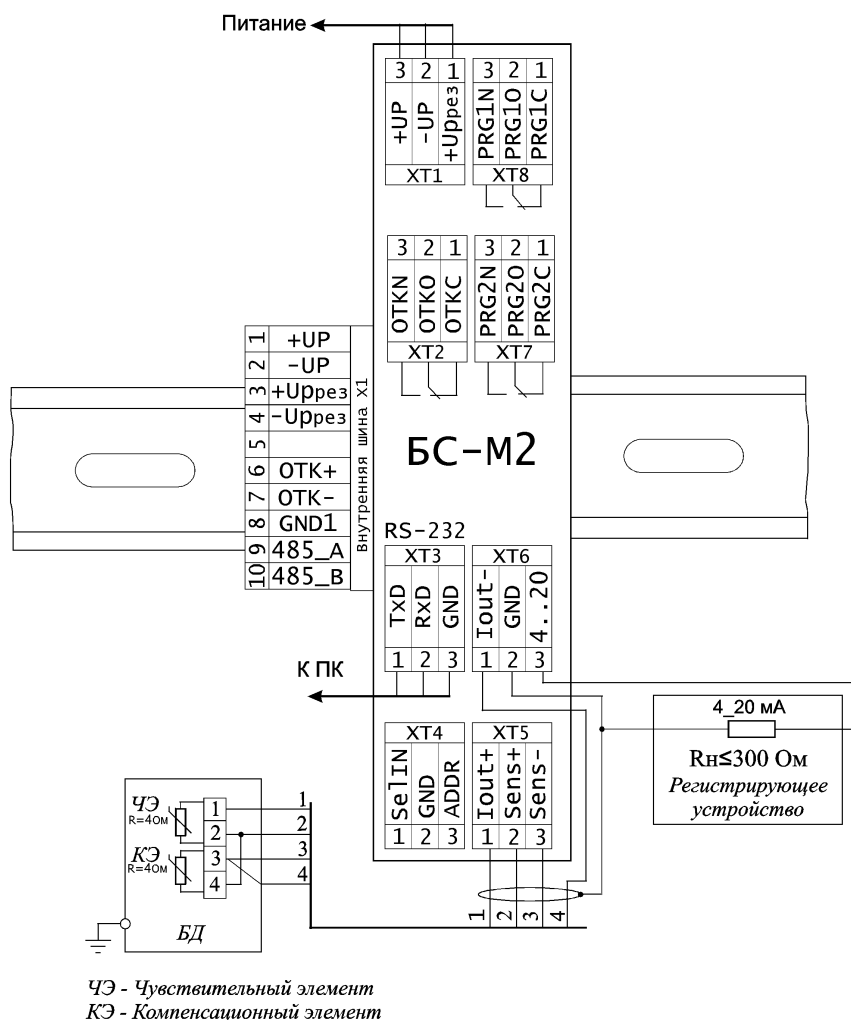 Питание
3 2 1
+UP
-UP
+Uррез
XT1
3 2 1
PRG1N
PRG1O
PRG1C
XT8
3 2 1
OTKN
OTKO
OTKC
XT2
3 2 1
PRG2N
PRG2O
PRG2C
XT7
1 +UP
2 -UP
3 +Uррез
4 -Uррез
5
6 OTK+
7 OTK-
8 GND1
9 485_A
10 485_B
Внутренняя шина X1
БС-М2
RS-232
XT3
TxD
RxD
GND
1 2 3
XT6
Iout-
GND
4..20
1 2 3
К ПК
XT4
SelIN
GND
ADDR
1 2 3
XT5
Iout+
Sens+
Sens-
1 2 3
4_20 мА
Rн≤300 Ом
Регистрирующее
устройство
ЧЭ
R=4Ом
КЭ
R=4Ом
1
2
3
4
1
2
3
4
БД
1 2 3 4
ЧЭ - Чувствительный элемент
КЭ - Компенсационный элемент